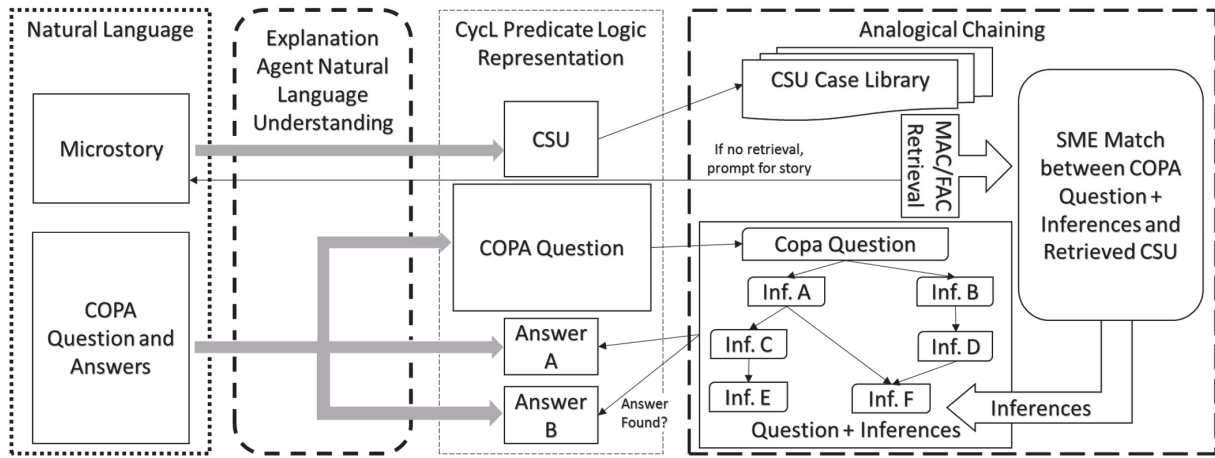 Natural Language
Microstory
COPA
Question and
Answers
Explanation
Agent Natural
Language
Understanding
CycL Predicate Logic
Representation
CSU
COPA Question
Answer
A
Answer
B
Answer
Found?
If no retrieval,
prompt for story
Analogical Chaining
CSU Case Library
MAC/FAC
Retrieval
SME Match
between COPA
Question +
Inferences and
Retrieved CSU
Copa Question
Inf. A
Inf. B
Inf. C
Inf. D
Inf. E
Inf. F
Question + Inferences
Inferences